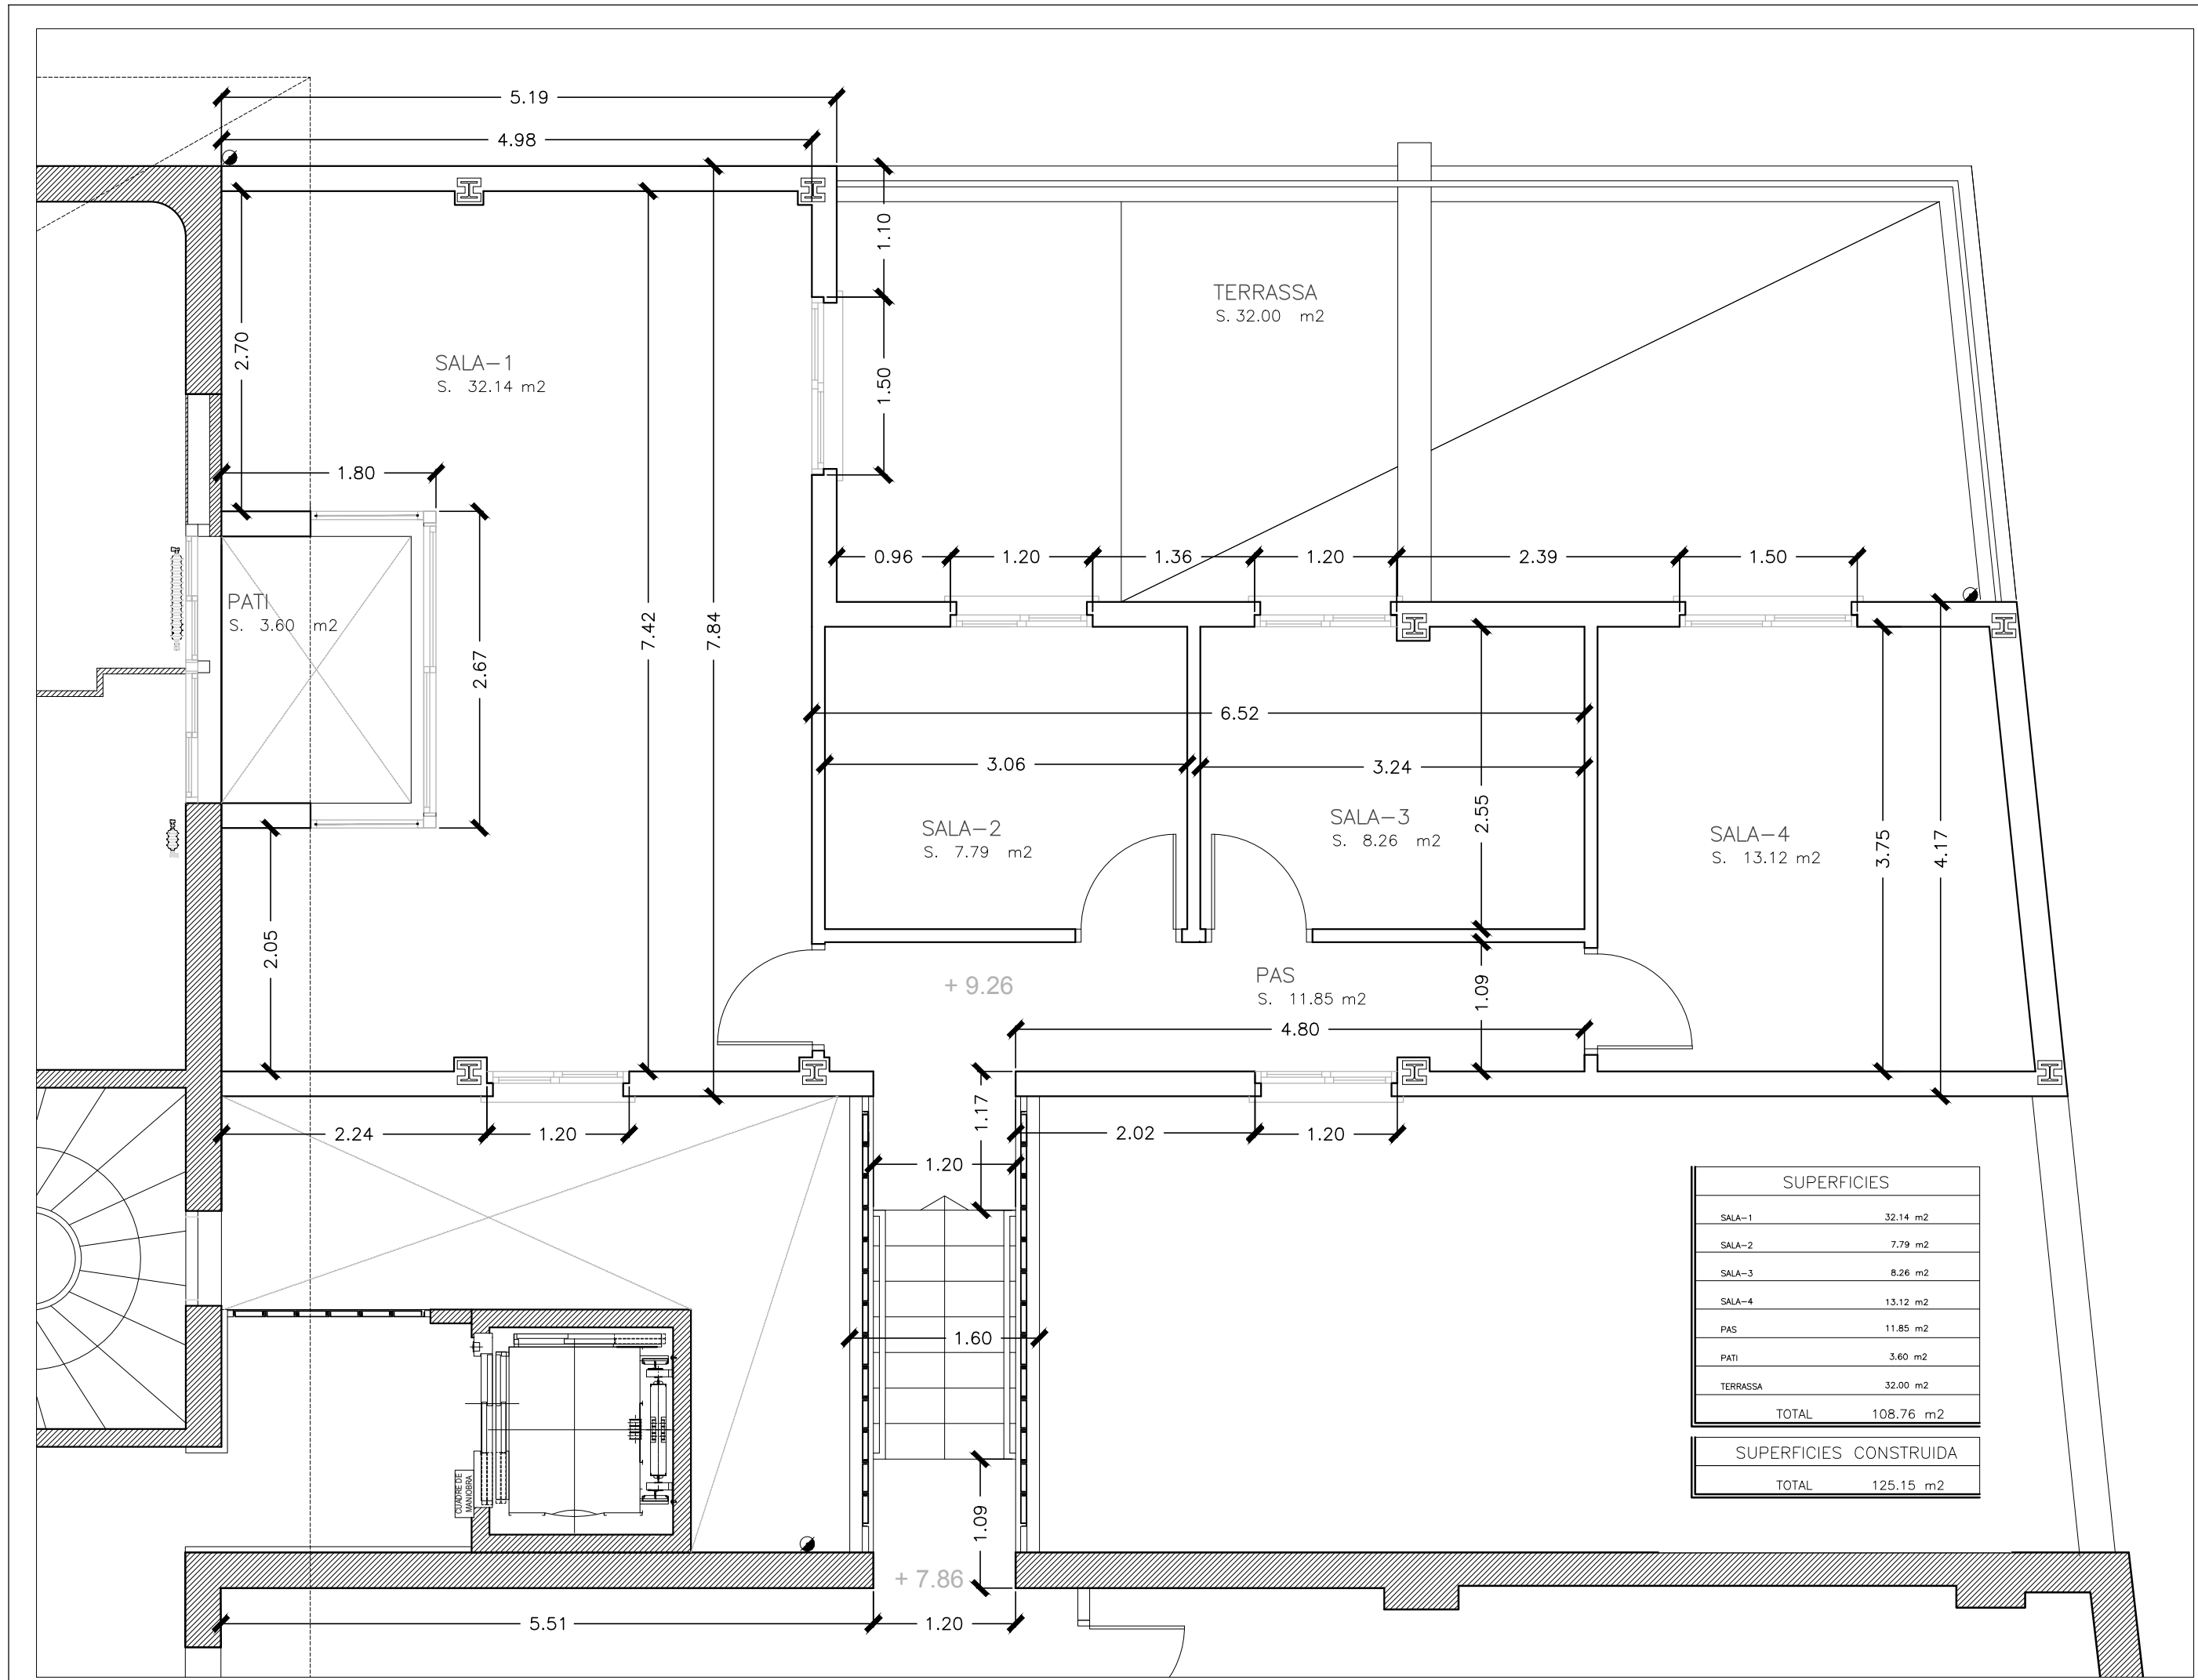 5.19
4.98
1.10
TERRASSA
S. 32.00 m2
2.70
SALA-1
S. 32.14 m2
1.50
1.80
0.96
1.20
1.36
1.20
2.39
1.50
PATI
S. 3.60 m2
7.42
7.84
2.67
6.52
3.06
3.24
2.55
SALA-2
S. 7.79 m2
SALA-3
S. 8.26 m2
SALA-4
S. 13.12 m2
3.75
4.17
2.05
+ 9.26
PAS
S. 11.85 m2
1.09
4.80
2.24
1.20
1.17
2.02
1.20
1.20
1.60
SUPERFICIES
SALA-1 32.14 m2
SALA-2 7.79 m2
SALA-3 8.26 m2
SALA-4 13.12 m2
PAS 11.85 m2
PATI 3.60 m2
TERRASSA 32.00 m2
TOTAL 108.76 m2
SUPERFICIES CONSTRUIDA
TOTAL 125.15 m2
CUADRE DE
MANIOBRA
1.09
+ 7.86
5.51
1.20